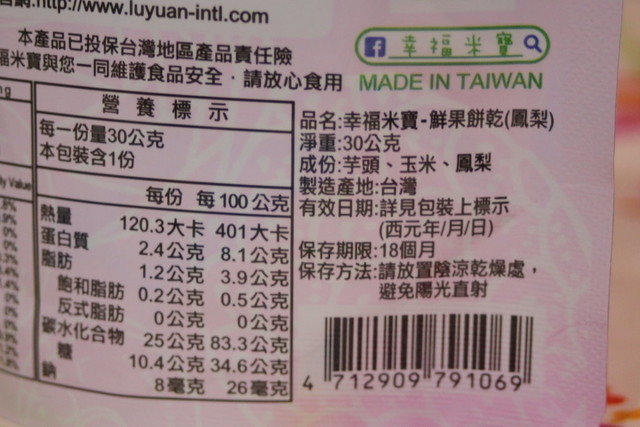 官網:http://www.luyuan-intl.com
本產品已投保台灣地區產品責任險
福米寶與您一同維護食品安全，請放心食用
幸福米寶
MADE IN TAIWAN
營養標示
每一份量30公克
本包裝含1份
每份 每100公克
熱量 120.3大卡 401大卡
蛋白質 2.4公克 8.1公克
脂肪 1.2公克 3.9公克
飽和脂肪 0.2公克 0.5公克
反式脂肪 0公克 0公克
碳水化合物 25公克 83.3公克
糖 10.4公克 34.6公克
鈉 8毫克 26毫克
品名:幸福米寶-鮮果餅乾(鳳梨)
淨重:30公克
成份:芋頭、玉米、鳳梨
製造產地:台灣
有效日期:詳見包裝上標示
(西元年/月/日)
保存期限:18個月
保存方法:請放置陰涼乾燥處，
避免陽光直射
4 712909 791069